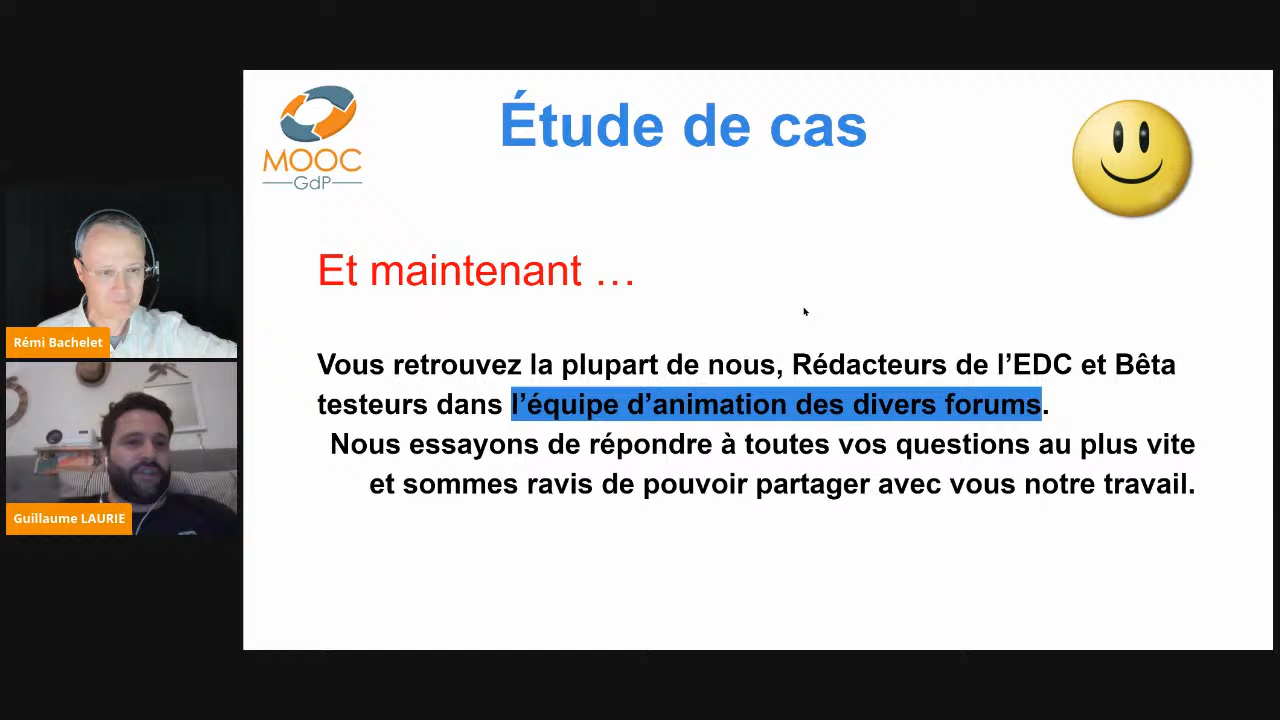 MOOC
GdP
Étude de cas
Et maintenant …
Vous retrouvez la plupart de nous, Rédacteurs de l’EDC et Bêta
testeurs dans l’équipe d’animation des divers forums.
Nous essayons de répondre à toutes vos questions au plus vite
et sommes ravis de pouvoir partager avec vous notre travail.
Rémi Bachelet
Guillaume LAURIE